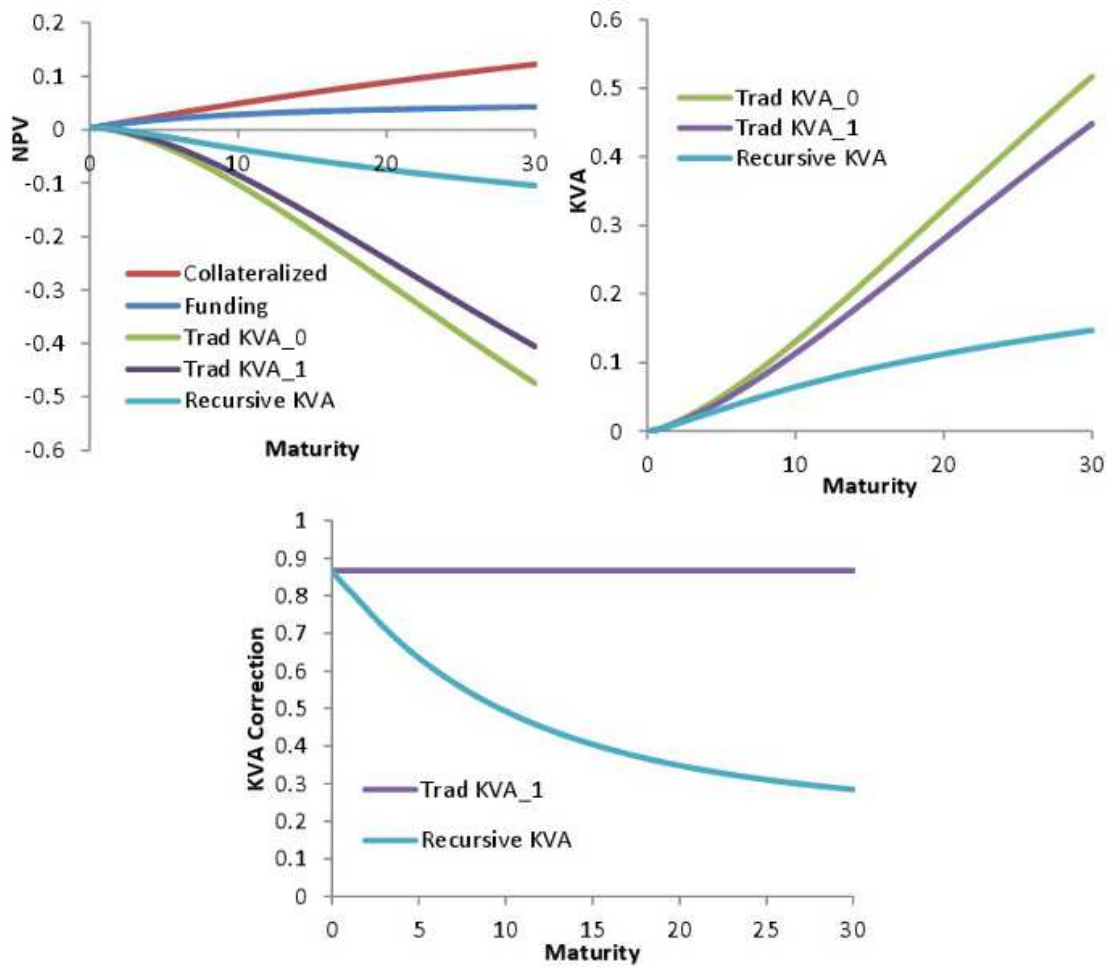 0.2
0.1
0
-0.1
-0.2
-0.3
-0.4
-0.5
-0.6
NPV
0 10 20 30
Collateralized
Funding
Trad KVA_0
Trad KVA_1
Recursive KVA
Maturity
0.6
0.5
0.4
0.3
0.2
0.1
0
KVA
Trad KVA_0
Trad KVA_1
Recursive KVA
0 10 20 30
Maturity
1
0.9
0.8
0.7
0.6
0.5
0.4
0.3
0.2
0.1
0
KVA Correction
Trad KVA_1
Recursive KVA
0 5 10 15 20 25 30
Maturity